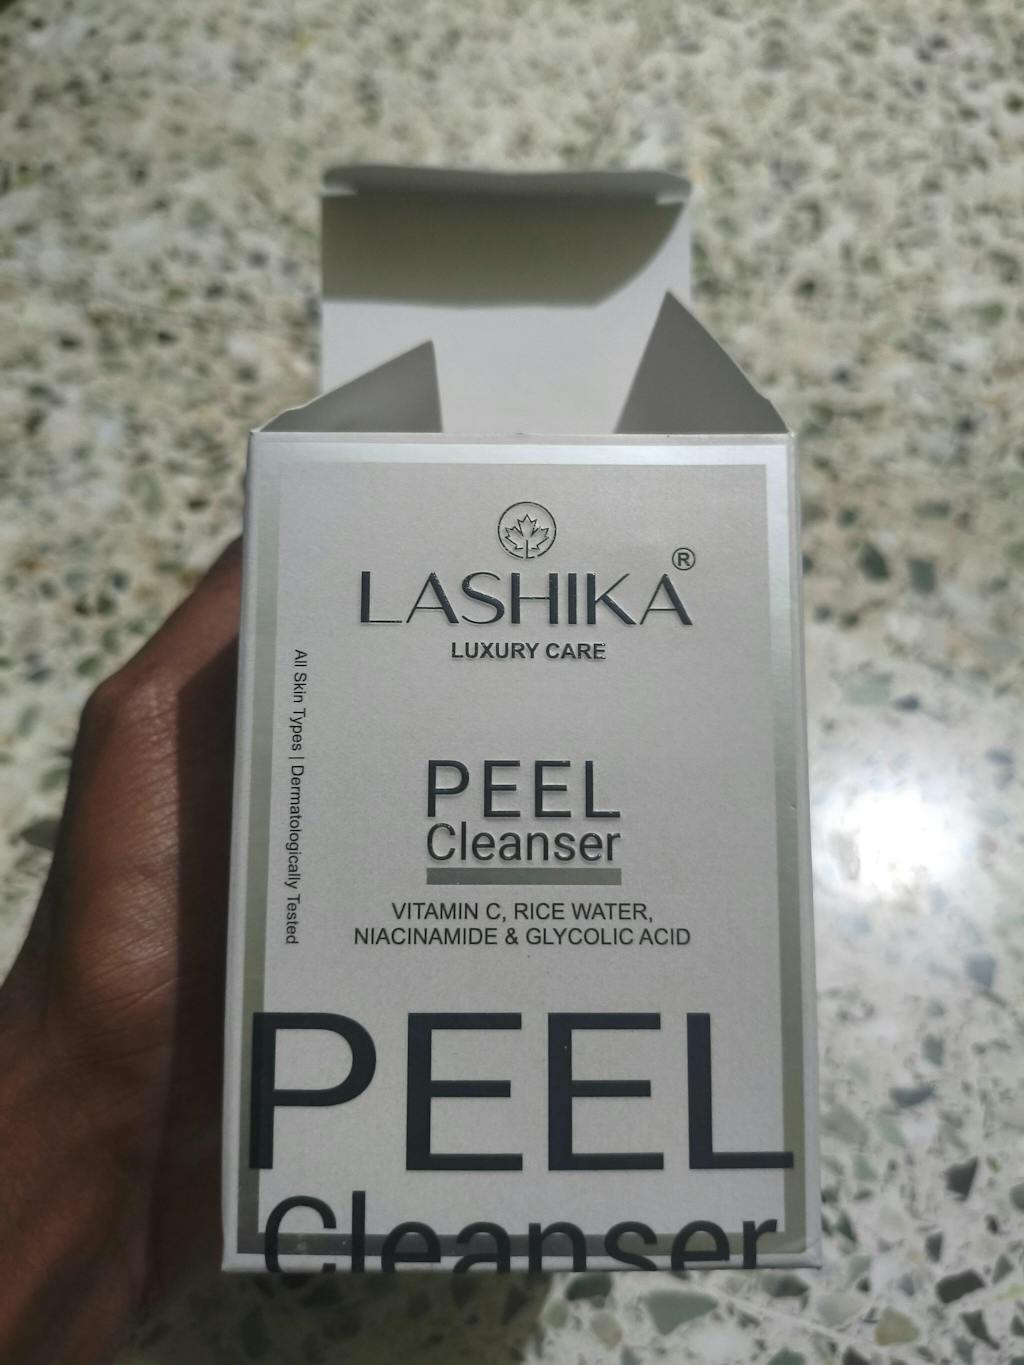 LASHIKA®
LUXURY CARE
All Skin Types | Dermatologically Tested
PEEL
Cleanser
VITAMIN C, RICE WATER,
NIACINAMIDE & GLYCOLIC ACID
PEEL
Cleanser